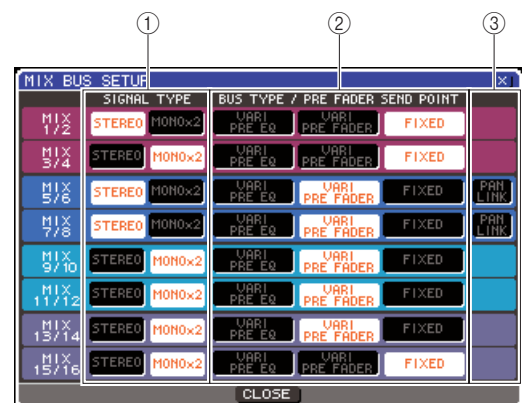 ① ② ③
MIX BUS SETUP X
SIGNAL TYPE BUS TYPE / PRE FADER SEND POINT
MIX 1/2 STEREO MONO×2 VARI PRE EQ VARI PRE FADER FIXED
MIX 3/4 STEREO MONO×2 VARI PRE EQ VARI PRE FADER FIXED
MIX 5/6 STEREO MONO×2 VARI PRE EQ VARI PRE FADER FIXED PAN LINK
MIX 7/8 STEREO MONO×2 VARI PRE EQ VARI PRE FADER FIXED PAN LINK
MIX 9/10 STEREO MONO×2 VARI PRE EQ VARI PRE FADER FIXED
MIX 11/12 STEREO MONO×2 VARI PRE EQ VARI PRE FADER FIXED
MIX 13/14 STEREO MONO×2 VARI PRE EQ VARI PRE FADER FIXED
MIX 15/16 STEREO MONO×2 VARI PRE EQ VARI PRE FADER FIXED
CLOSE